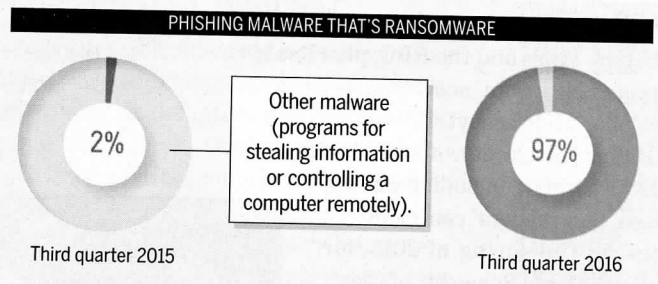 PHISHING MALWARE THAT'S RANSOMWARE
2%
Other malware
(programs for
stealing information
or controlling a
computer remotely).
97%
Third quarter 2015
Third quarter 2016